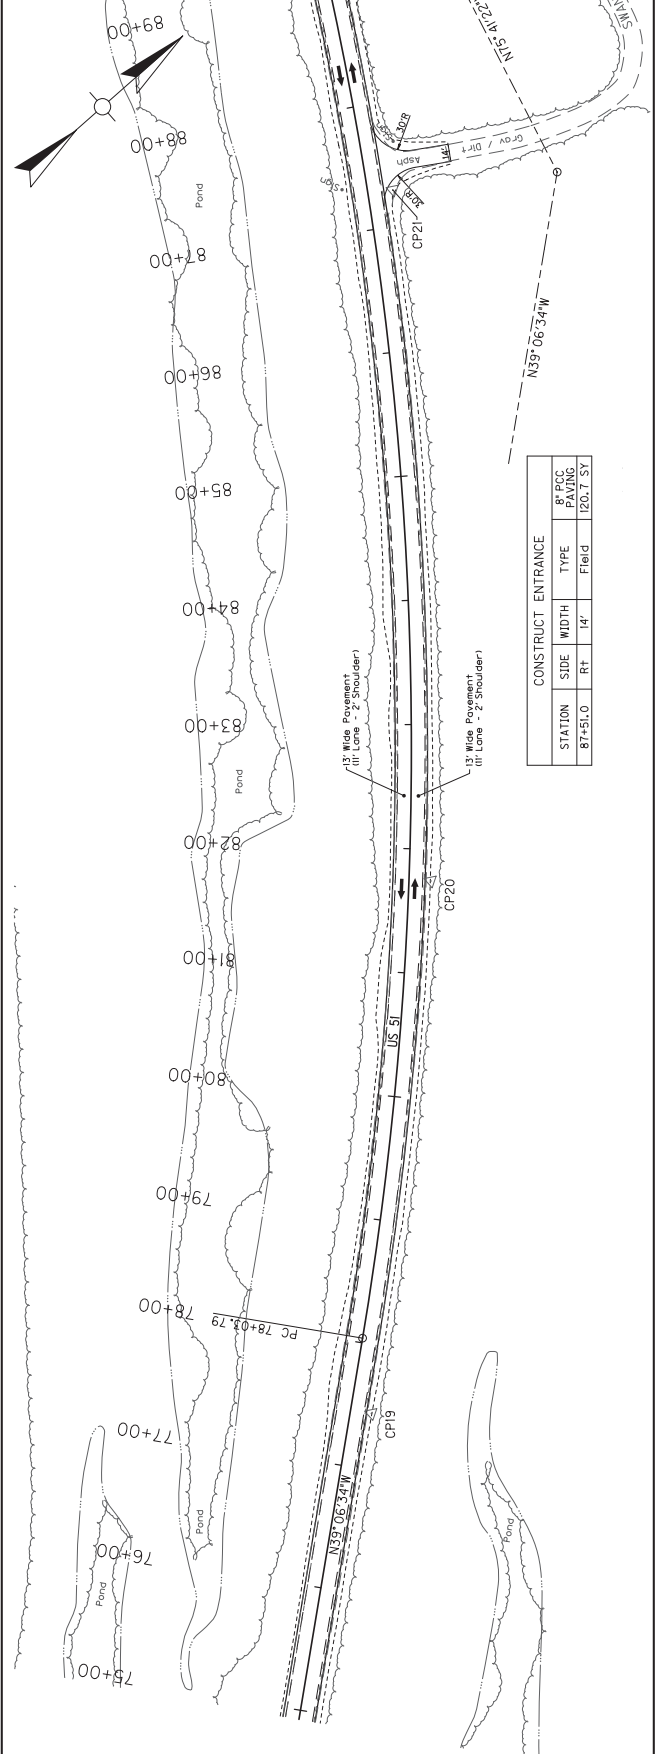 89+00
88+00
87+00
86+00
85+00
84+00
83+00
82+00
81+00
80+00
79+00
78+00
77+00
76+00
75+00
Pond
Pond
Pond
Pond
Pond
Sign
Sign
30'R
30'R
14'
Asph
Grav / Dirt
SWAN
N75°41'22"
N39°06'34"W
CP21
CP20
CP19
13' Wide Pavement
(11' Lane - 2' Shoulder)
13' Wide Pavement
(11' Lane - 2' Shoulder)
US 51
PC 78+03.79
N39°06'34"W
CONSTRUCT ENTRANCE
STATION SIDE WIDTH TYPE 8" PCC PAVING
87+51.0 Rt 14' Field 120.7 SY